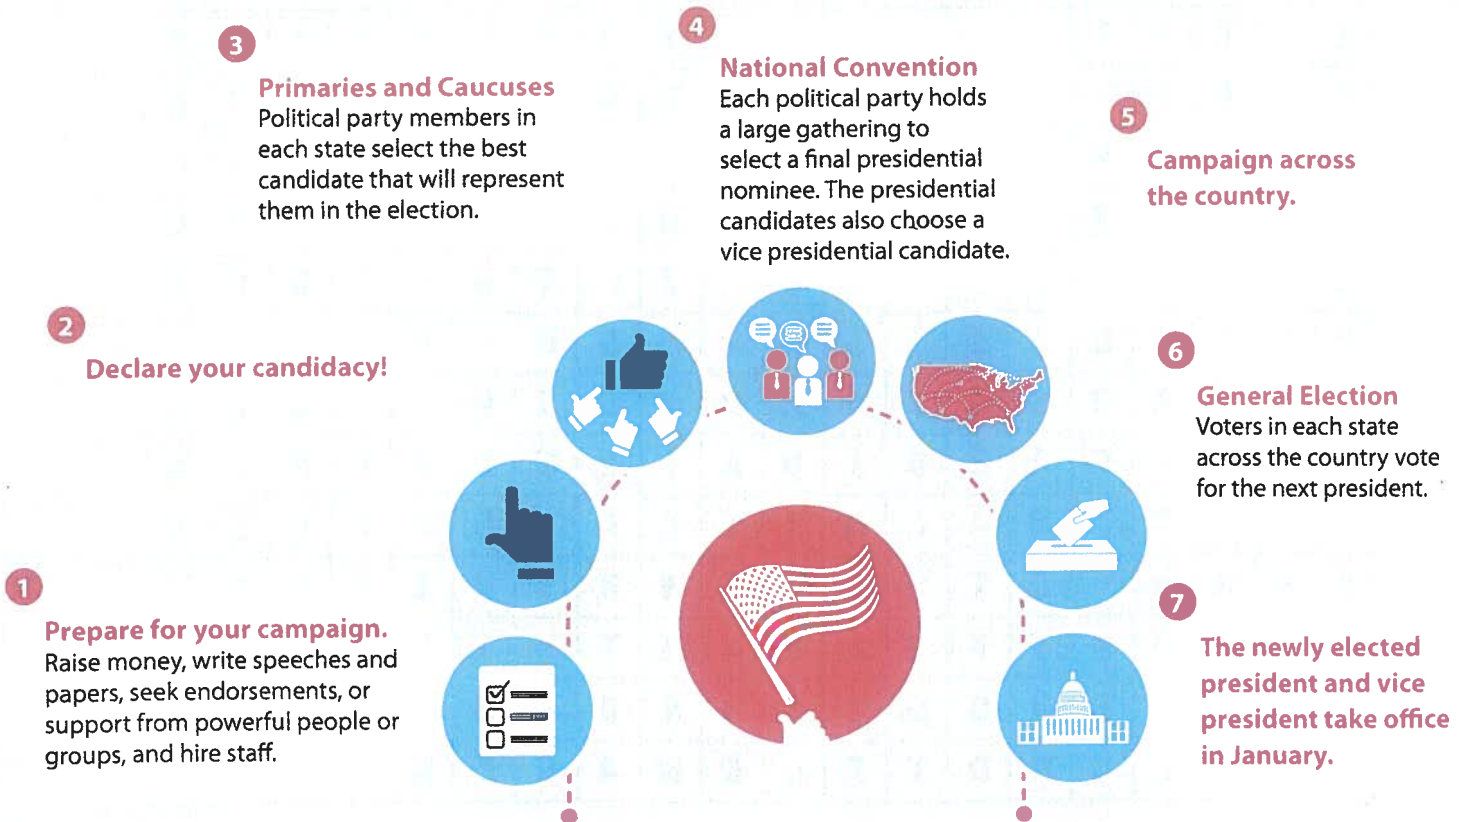 1
Prepare for your campaign.
Raise money, write speeches and
papers, seek endorsements, or
support from powerful people or
groups, and hire staff.
2
Declare your candidacy!
3
Primaries and Caucuses
Political party members in
each state select the best
candidate that will represent
them in the election.
4
National Convention
Each political party holds
a large gathering to
select a final presidential
nominee. The presidential
candidates also choose a
vice presidential candidate.
5
Campaign across
the country.
6
General Election
Voters in each state
across the country vote
for the next president.
7
The newly elected
president and vice
president take office
in January.